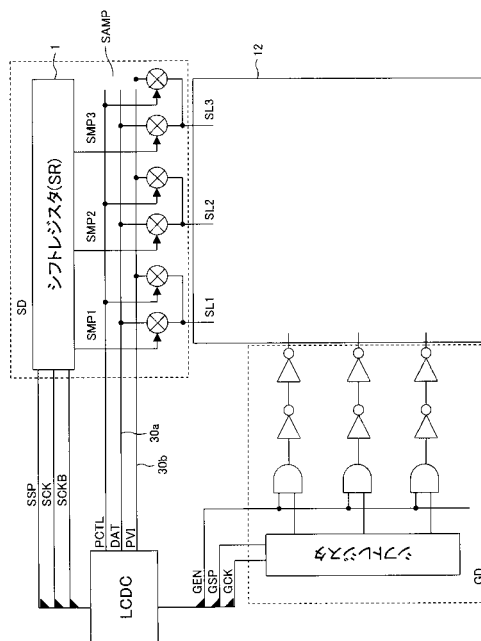 SD
1
シフトレジスタ(SR)
SAMP
SSP
SCK
SCKB
SMP1
SMP2
SMP3
PCTL
DAT
PVI
30a
30b
SL1
SL2
SL3
12
LCDC
GEN
GSP
GCK
シフトレジスタ
GD